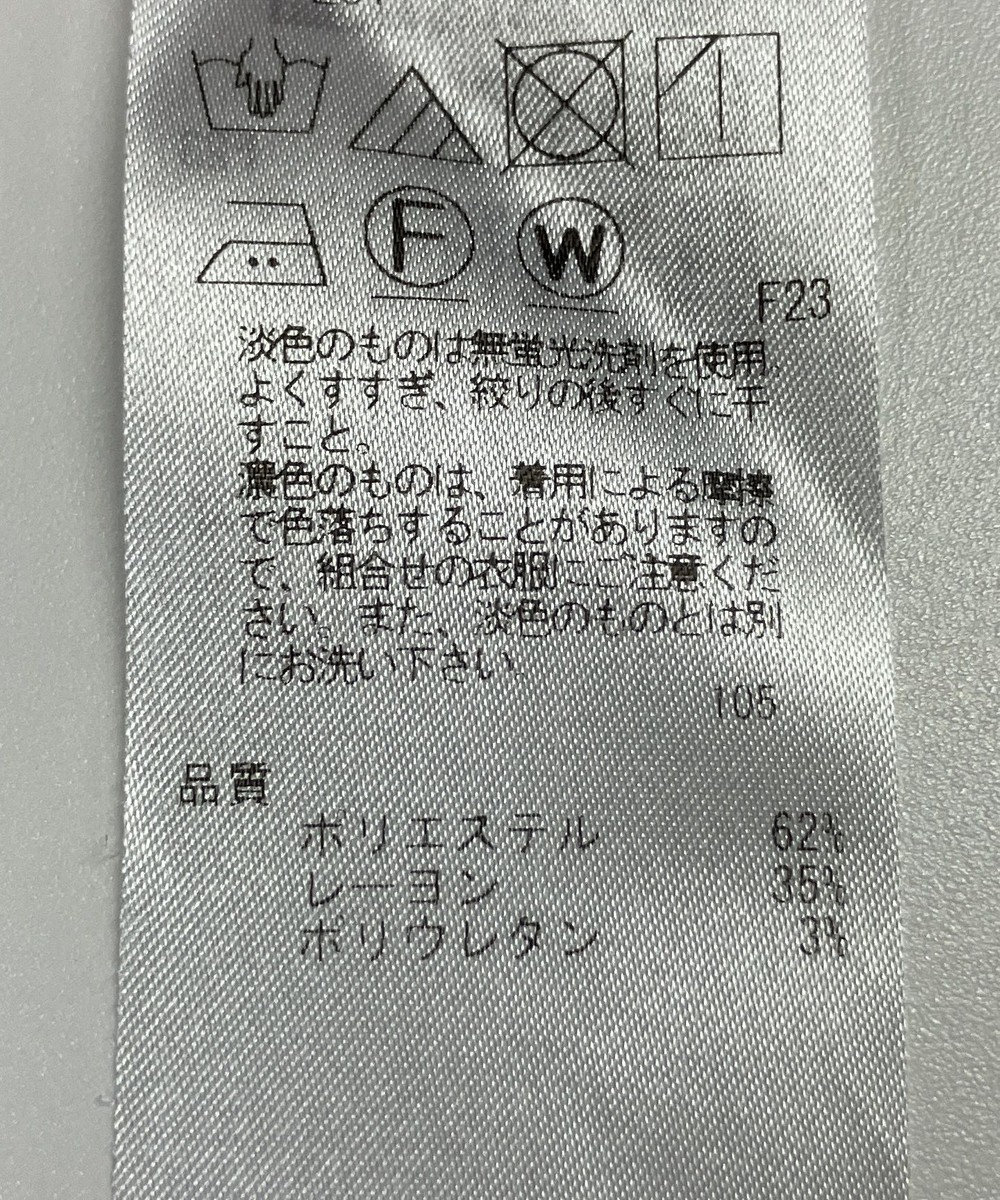 F
W
F23
淡色のものは無蛍光洗剤を使用
よくすすぎ、絞りの後すぐに干
すこと。
濃色のものは、着用による摩擦
で色落ちすることがありますの
で、組合せの衣服にご注意くだ
さい。また、淡色のものとは別
にお洗い下さい
105
品質
ポリエステル 62%
レーヨン 35%
ポリウレタン 3%